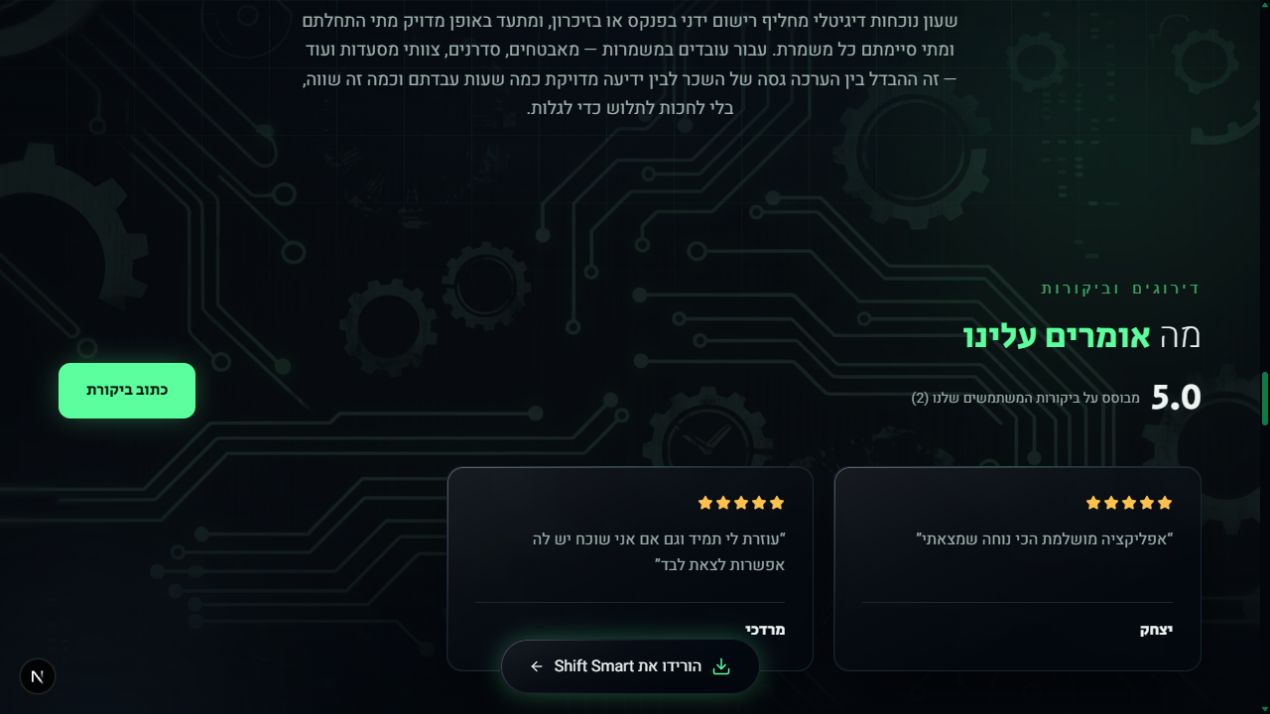 שעון נוכחות דיגיטלי מחליף רישום ידני בפנקס או בזיכרון, ומתעד באופן מדויק מתי התחלתם
ומתי סיימתם כל משמרת. עבור עובדים במשמרות — מאבטחים, סדרנים, צוותי מסעדות ועוד
— זה ההבדל בין הערכה גסה של השכר לבין ידיעה מדויקת כמה שעות עבדתם וכמה זה שווה,
בלי לחכות לתלוש כדי לגלות.
דירוגים וביקורות
מה אומרים עלינו
5.0 מבוסס על ביקורות המשתמשים שלנו (2)
כתוב ביקורת
"אפליקציה מושלמת הכי נוחה שמצאתי"
יצחק
"עוזרת לי תמיד וגם אם אני שוכח יש לה
אפשרות לצאת לבד"
מרדכי
הורידו את Shift Smart ←
N